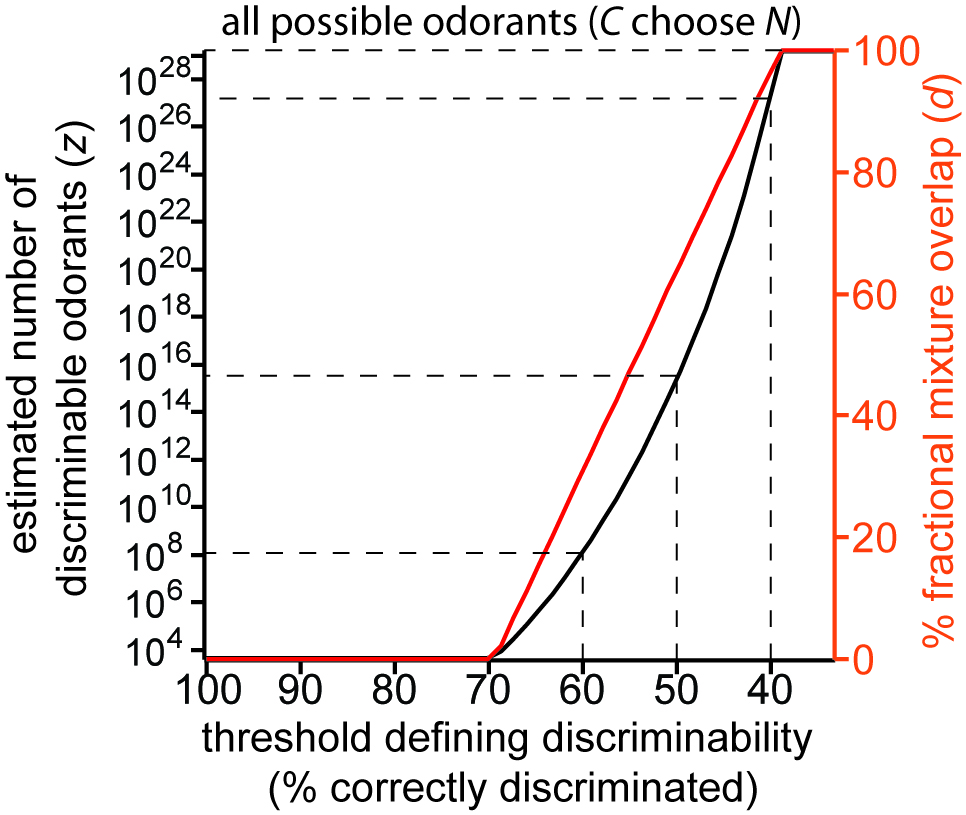 all possible odorants (C choose N)
estimated number of
discriminable odorants (z)
10^28
10^26
10^24
10^22
10^20
10^18
10^16
10^14
10^12
10^10
10^8
10^6
10^4
100
80
60
40
20
0
% fractional mixture overlap (d)
100 90 80 70 60 50 40
threshold defining discriminability
(% correctly discriminated)